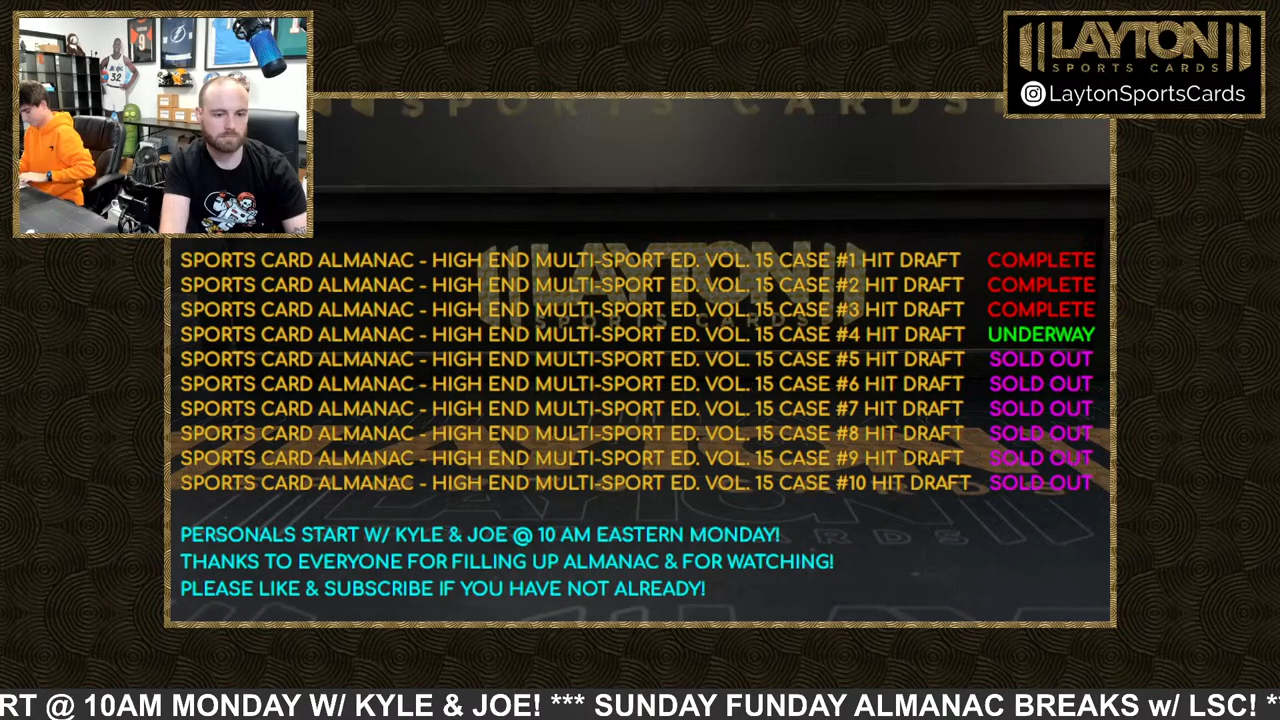 LAYTON
SPORTS CARDS
LaytonSportsCards
9
32
SPORTS CARDS
LAYTON
SPORTS CARDS
SPORTS CARD ALMANAC - HIGH END MULTI-SPORT ED. VOL. 15 CASE #1 HIT DRAFT COMPLETE
SPORTS CARD ALMANAC - HIGH END MULTI-SPORT ED. VOL. 15 CASE #2 HIT DRAFT COMPLETE
SPORTS CARD ALMANAC - HIGH END MULTI-SPORT ED. VOL. 15 CASE #3 HIT DRAFT COMPLETE
SPORTS CARD ALMANAC - HIGH END MULTI-SPORT ED. VOL. 15 CASE #4 HIT DRAFT UNDERWAY
SPORTS CARD ALMANAC - HIGH END MULTI-SPORT ED. VOL. 15 CASE #5 HIT DRAFT SOLD OUT
SPORTS CARD ALMANAC - HIGH END MULTI-SPORT ED. VOL. 15 CASE #6 HIT DRAFT SOLD OUT
SPORTS CARD ALMANAC - HIGH END MULTI-SPORT ED. VOL. 15 CASE #7 HIT DRAFT SOLD OUT
SPORTS CARD ALMANAC - HIGH END MULTI-SPORT ED. VOL. 15 CASE #8 HIT DRAFT SOLD OUT
SPORTS CARD ALMANAC - HIGH END MULTI-SPORT ED. VOL. 15 CASE #9 HIT DRAFT SOLD OUT
SPORTS CARD ALMANAC - HIGH END MULTI-SPORT ED. VOL. 15 CASE #10 HIT DRAFT SOLD OUT
PERSONALS START W/ KYLE & JOE @ 10 AM EASTERN MONDAY!
THANKS TO EVERYONE FOR FILLING UP ALMANAC & FOR WATCHING!
PLEASE LIKE & SUBSCRIBE IF YOU HAVE NOT ALREADY!
RT @ 10AM MONDAY W/ KYLE & JOE! *** SUNDAY FUNDAY ALMANAC BREAKS w/ LSC! *